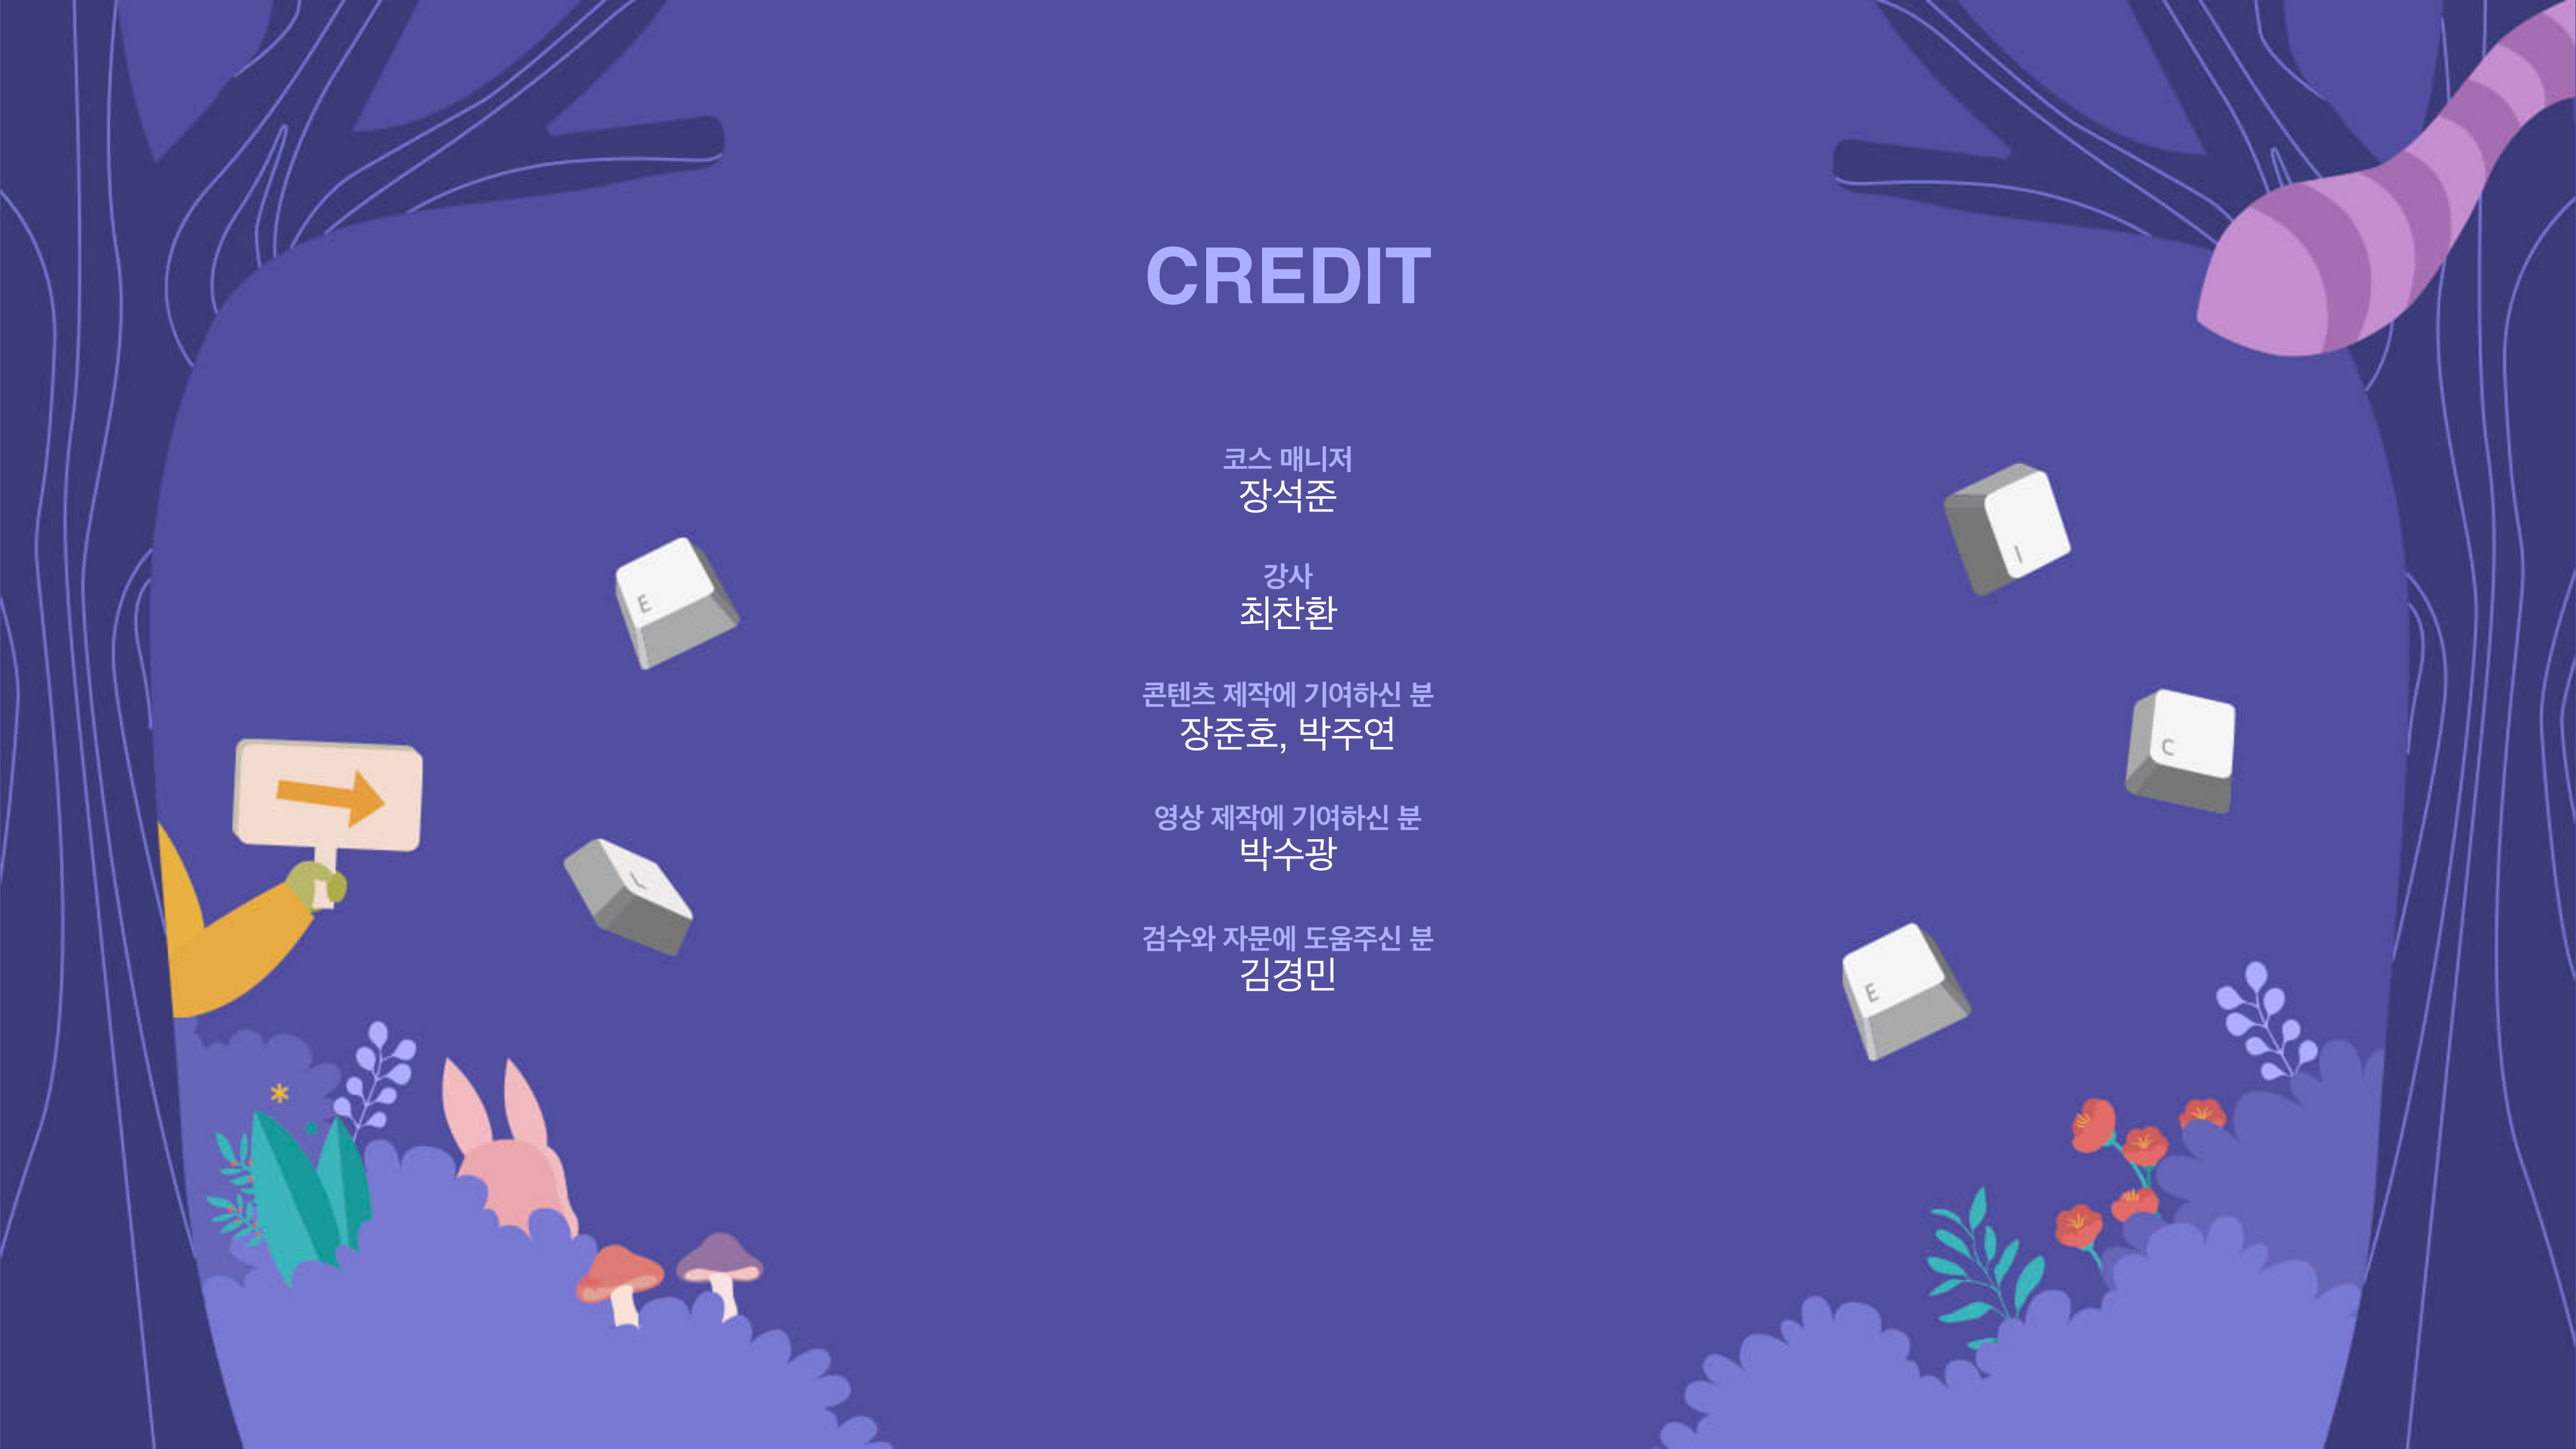 CREDIT
코스 매니저
장석준
강사
최찬환
콘텐츠 제작에 기여하신 분
장준호, 박주연
영상 제작에 기여하신 분
박수광
검수와 자문에 도움주신 분
김경민
E
L
I
C
E